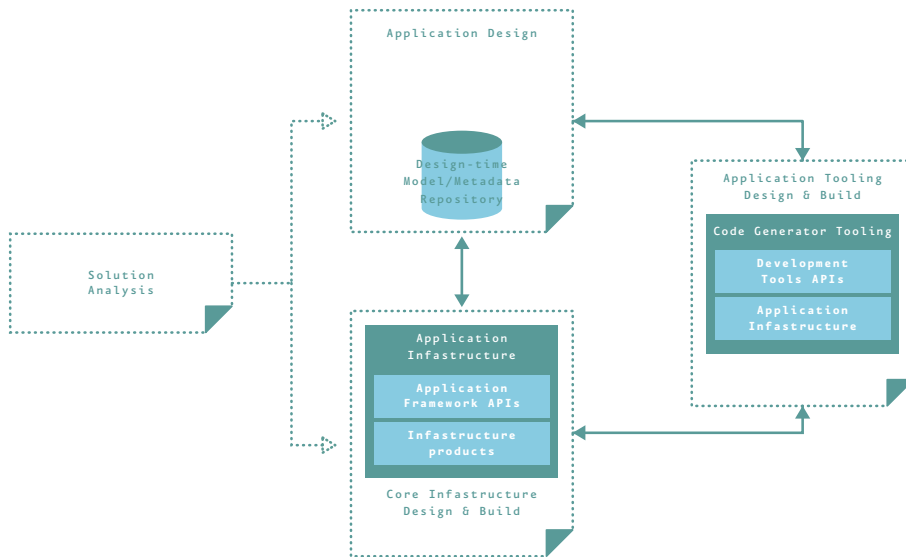 Application Design
Design-time
Model/Metadata
Repository
Solution
Analysis
Application
Infastructure
Application
Framework APIs
Infastructure
products
Core Infastructure
Design & Build
Application Tooling
Design & Build
Code Generator Tooling
Development
Tools APIs
Application
Infastructure